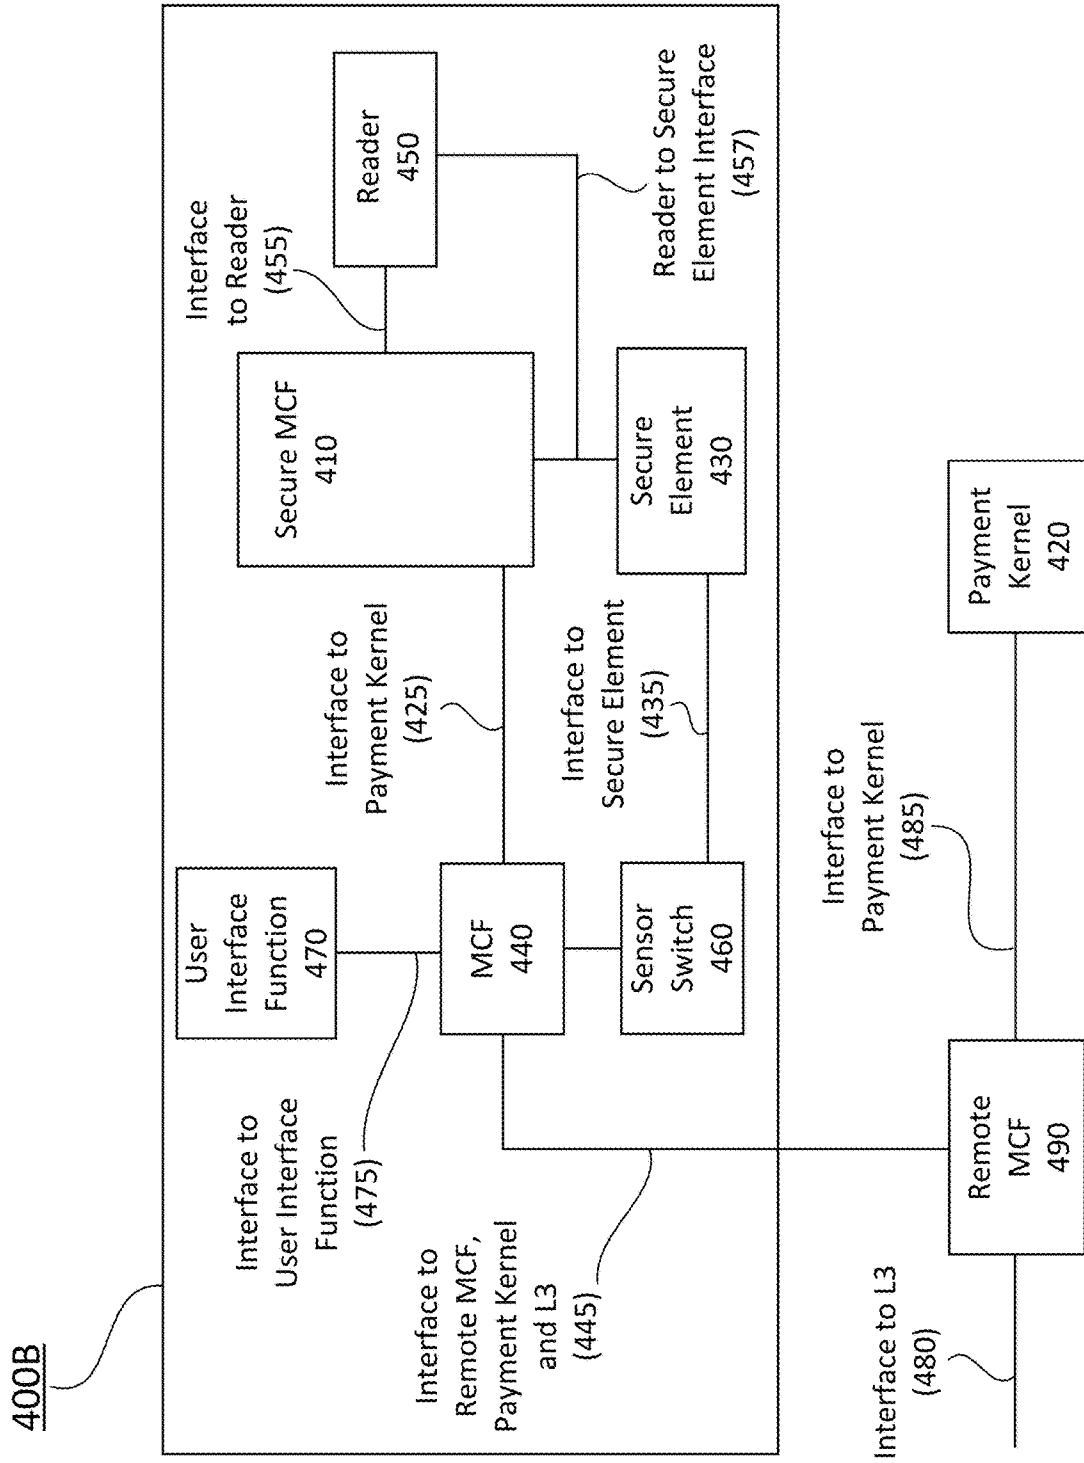 400B
User
Interface
Function
470
Interface to
User Interface
Function
(475)
Interface
to Reader
(455)
Secure MCF
410
Reader
450
Interface to
Payment Kernel
(425)
MCF
440
Interface to
Remote MCF,
Payment Kernel
and L3
(445)
Sensor
Switch
460
Interface to
Secure Element
(435)
Secure
Element
430
Reader to Secure
Element Interface
(457)
Interface to L3
(480)
Remote
MCF
490
Interface to
Payment Kernel
(485)
Payment
Kernel
420